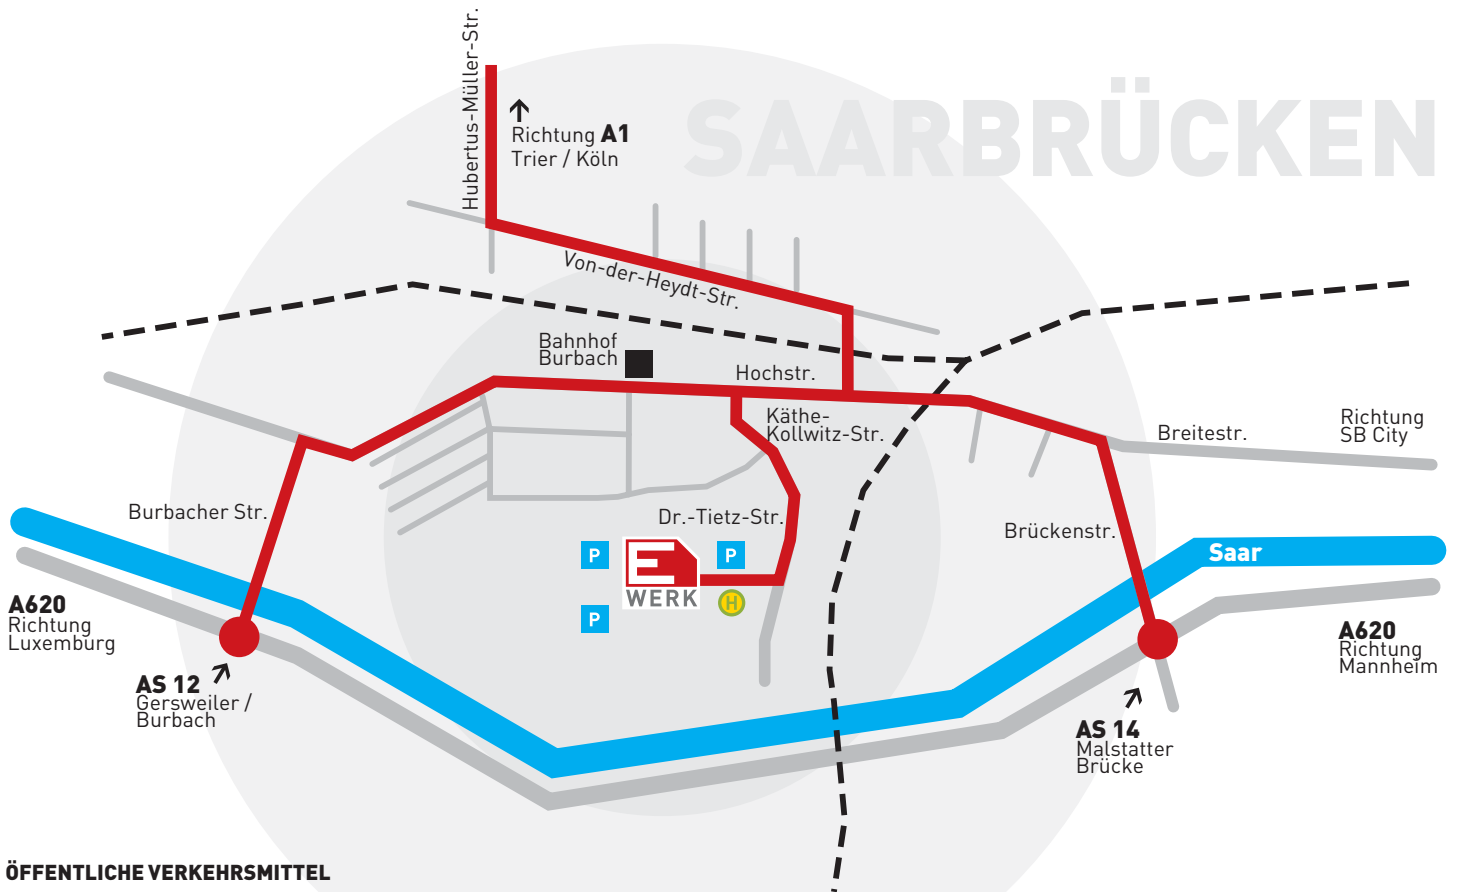 Hubertus-Müller-Str.
Richtung A1
Trier / Köln
SAARBRÜCKEN
Von-der-Heydt-Str.
Bahnhof
Burbach
Hochstr.
Käthe-
Kollwitz-Str.
Richtung
SB City
Breitestr.
Burbacher Str.
Dr.-Tietz-Str.
Brückenstr.
P
P
E
WERK
H
P
Saar
A620
Richtung
Luxemburg
A620
Richtung
Mannheim
AS 12
Gersweiler /
Burbach
AS 14
Malstatter
Brücke
ÖFFENTLICHE VERKEHRSMITTEL